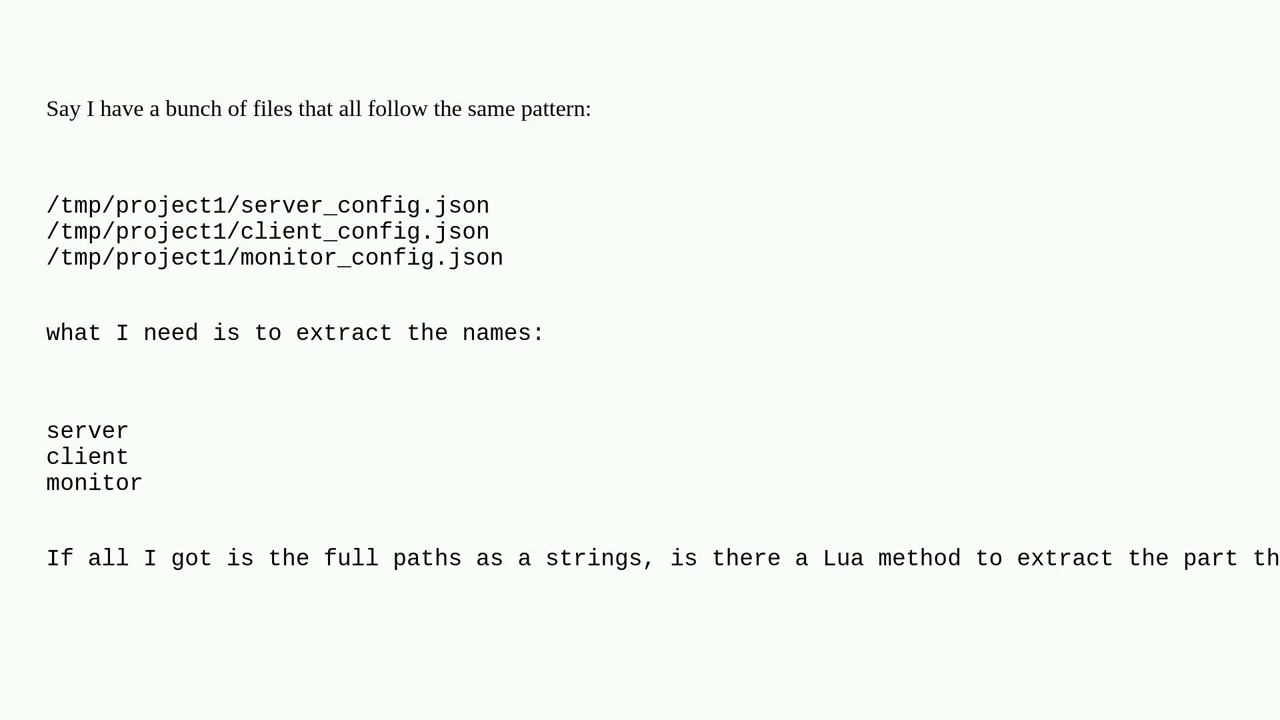 Say I have a bunch of files that all follow the same pattern:
/tmp/project1/server_config.json
/tmp/project1/client_config.json
/tmp/project1/monitor_config.json
what I need is to extract the names:
server
client
monitor
If all I got is the full paths as a strings, is there a Lua method to extract the part